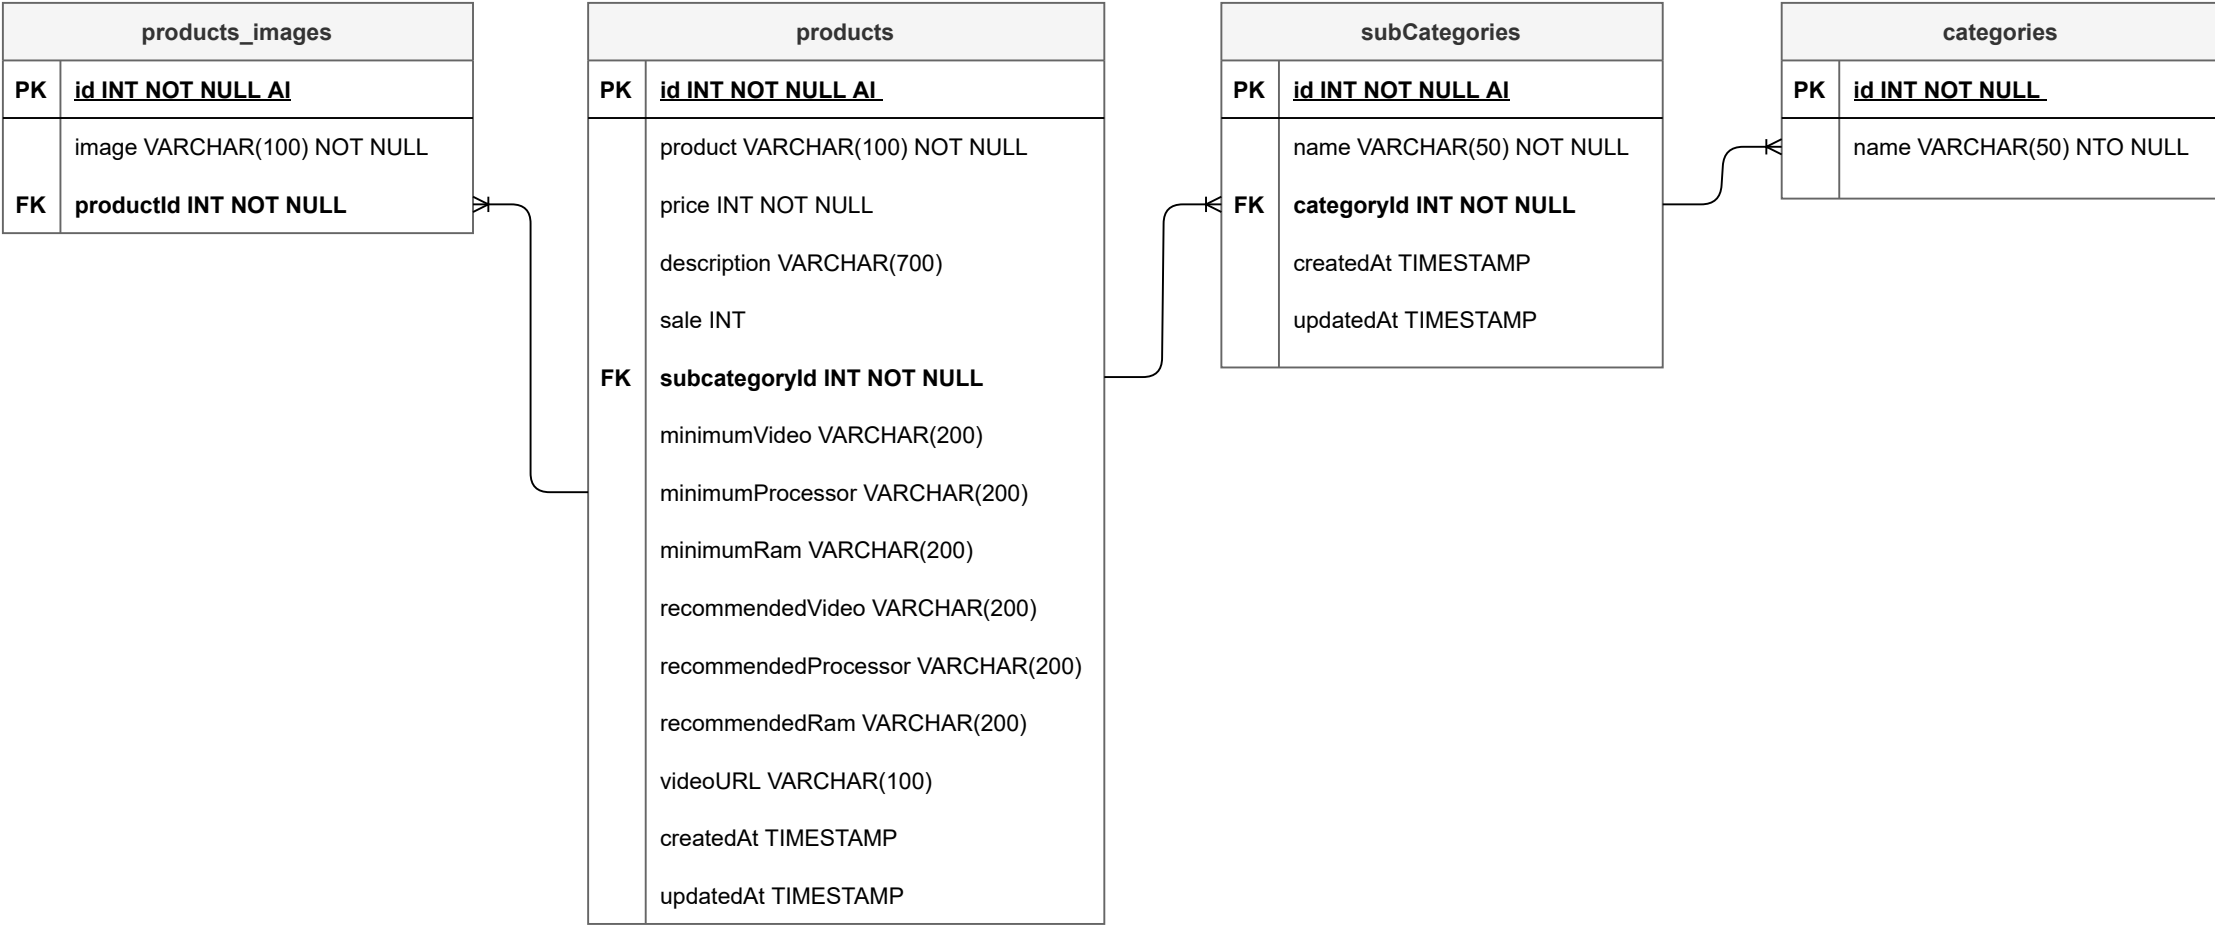 products_images
PK id INT NOT NULL AI
image VARCHAR(100) NOT NULL
FK productId INT NOT NULL
products
PK id INT NOT NULL AI
product VARCHAR(100) NOT NULL
price INT NOT NULL
description VARCHAR(700)
sale INT
FK subcategoryId INT NOT NULL
minimumVideo VARCHAR(200)
minimumProcessor VARCHAR(200)
minimumRam VARCHAR(200)
recommendedVideo VARCHAR(200)
recommendedProcessor VARCHAR(200)
recommendedRam VARCHAR(200)
videoURL VARCHAR(100)
createdAt TIMESTAMP
updatedAt TIMESTAMP
subCategories
PK id INT NOT NULL AI
name VARCHAR(50) NOT NULL
FK categoryId INT NOT NULL
createdAt TIMESTAMP
updatedAt TIMESTAMP
categories
PK id INT NOT NULL
name VARCHAR(50) NTO NULL